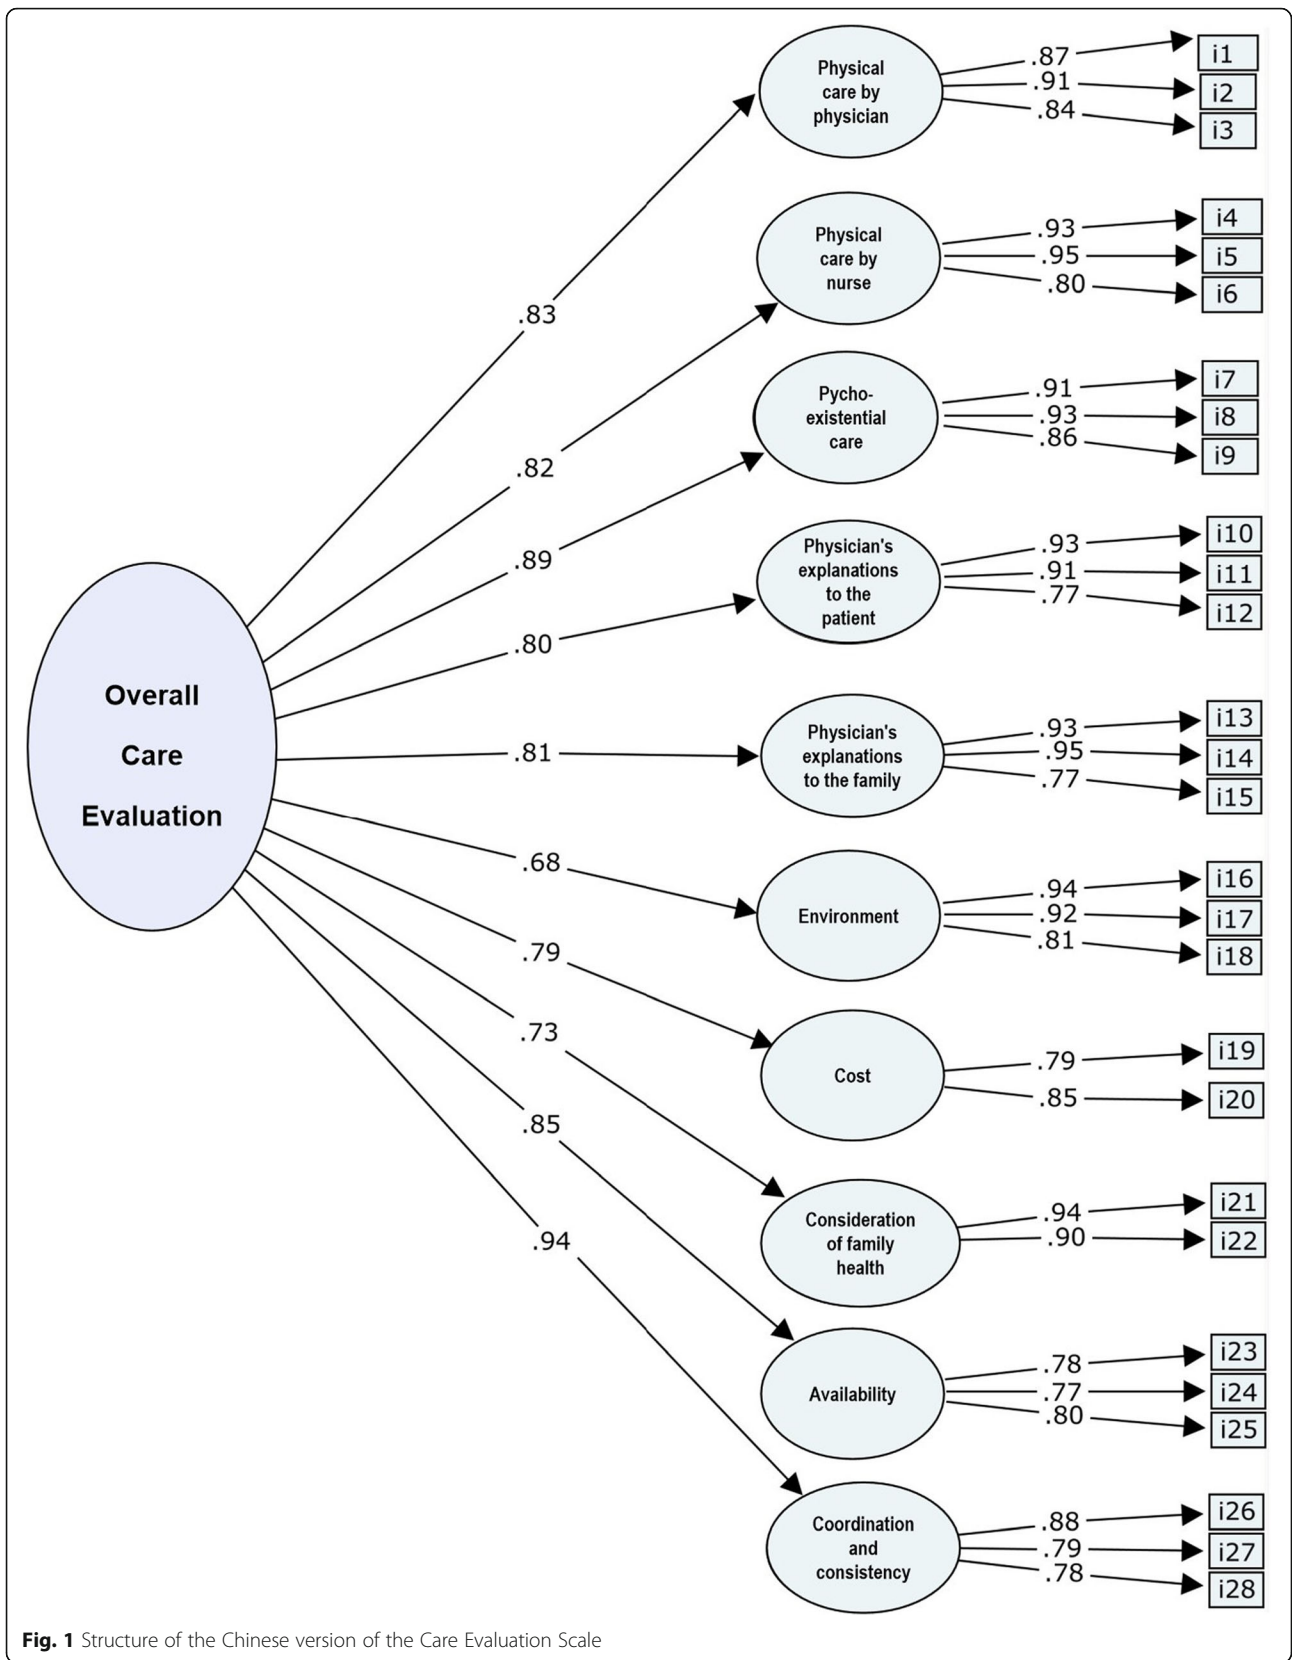 Overall
Care
Evaluation
.83
.82
.89
.80
.81
.68
.79
.73
.85
.94
Physical
care by
physician
.87
.91
.84
i1
i2
i3
Physical
care by
nurse
.93
.95
.80
i4
i5
i6
Pycho-
existential
care
.91
.93
.86
i7
i8
i9
Physician's
explanations
to the
patient
.93
.91
.77
i10
i11
i12
Physician's
explanations
to the family
.93
.95
.77
i13
i14
i15
Environment
.94
.92
.81
i16
i17
i18
Cost
.79
.85
i19
i20
Consideration
of family
health
.94
.90
i21
i22
Availability
.78
.77
.80
i23
i24
i25
Coordination
and
consistency
.88
.79
.78
i26
i27
i28
Fig. 1 Structure of the Chinese version of the Care Evaluation Scale